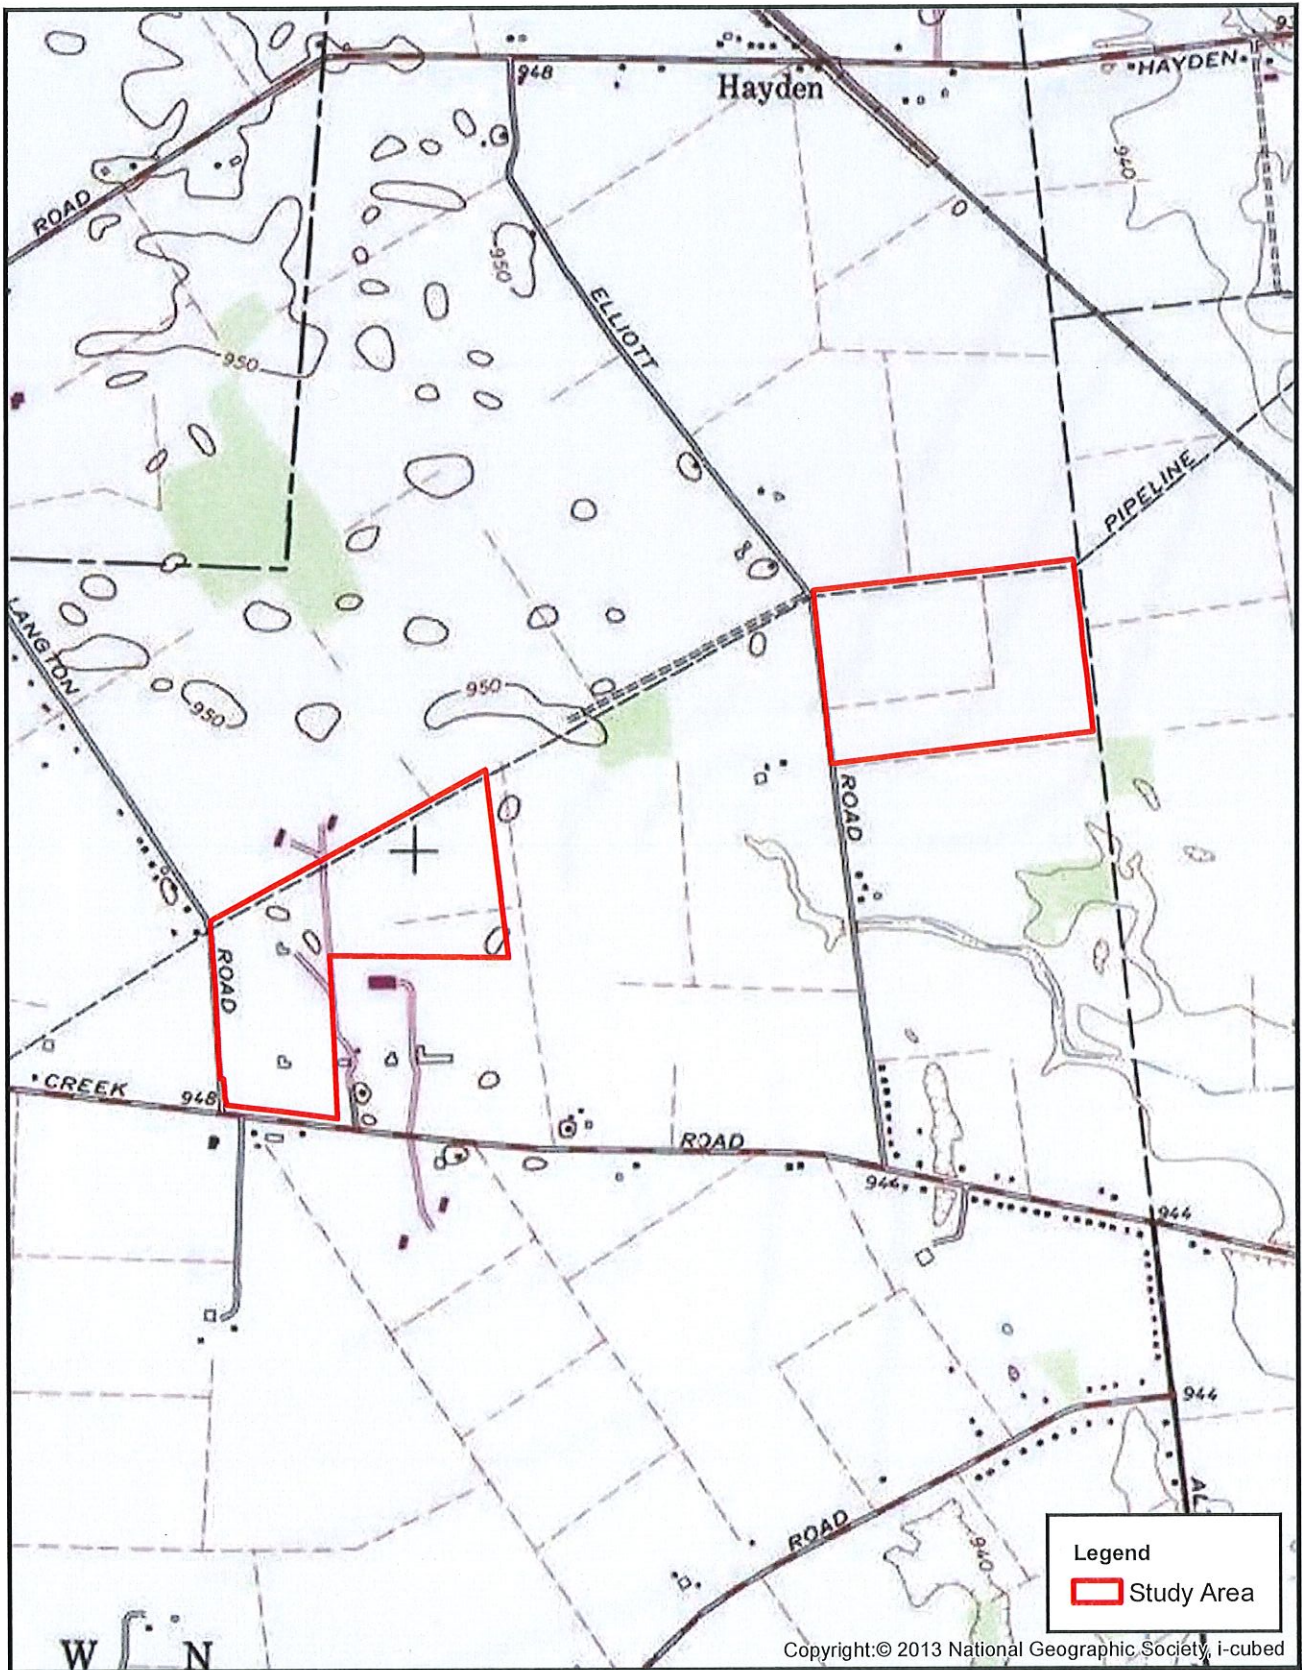 948
Hayden
HAYDEN
940
ROAD
950
ELLIOTT
950
PIPELINE
LANGTON
950
950
ROAD
ROAD
CREEK
948
ROAD
944
944
944
AL
ROAD
940
Legend
Study Area
W N
Copyright:© 2013 National Geographic Society, i-cubed